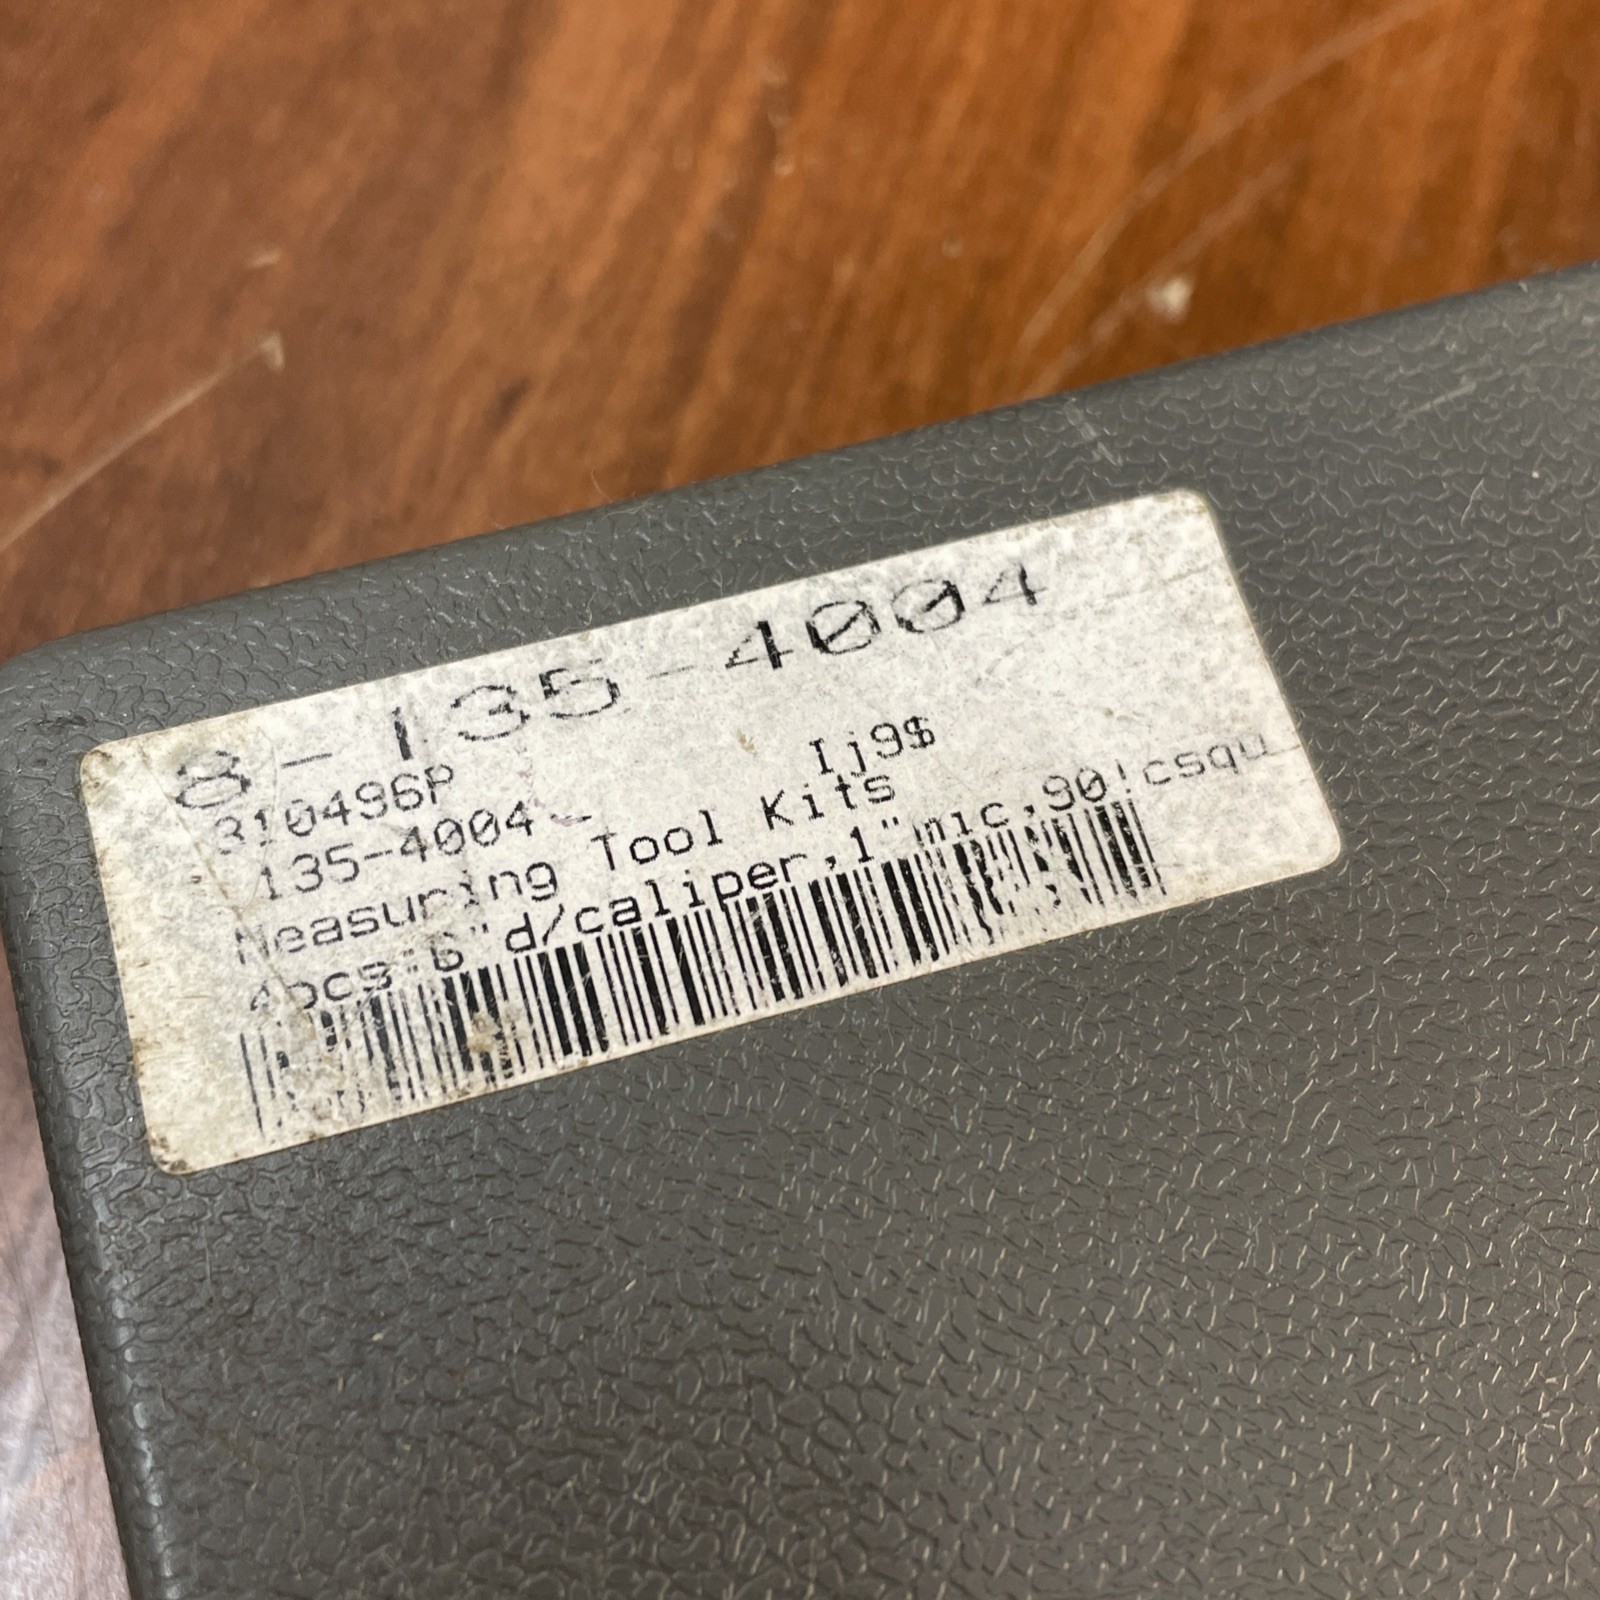 8-135-4004
310496P Ij9$
135-4004-
Measuring Tool Kits
4pcs:6"d/caliper,1"mic,90!csqu